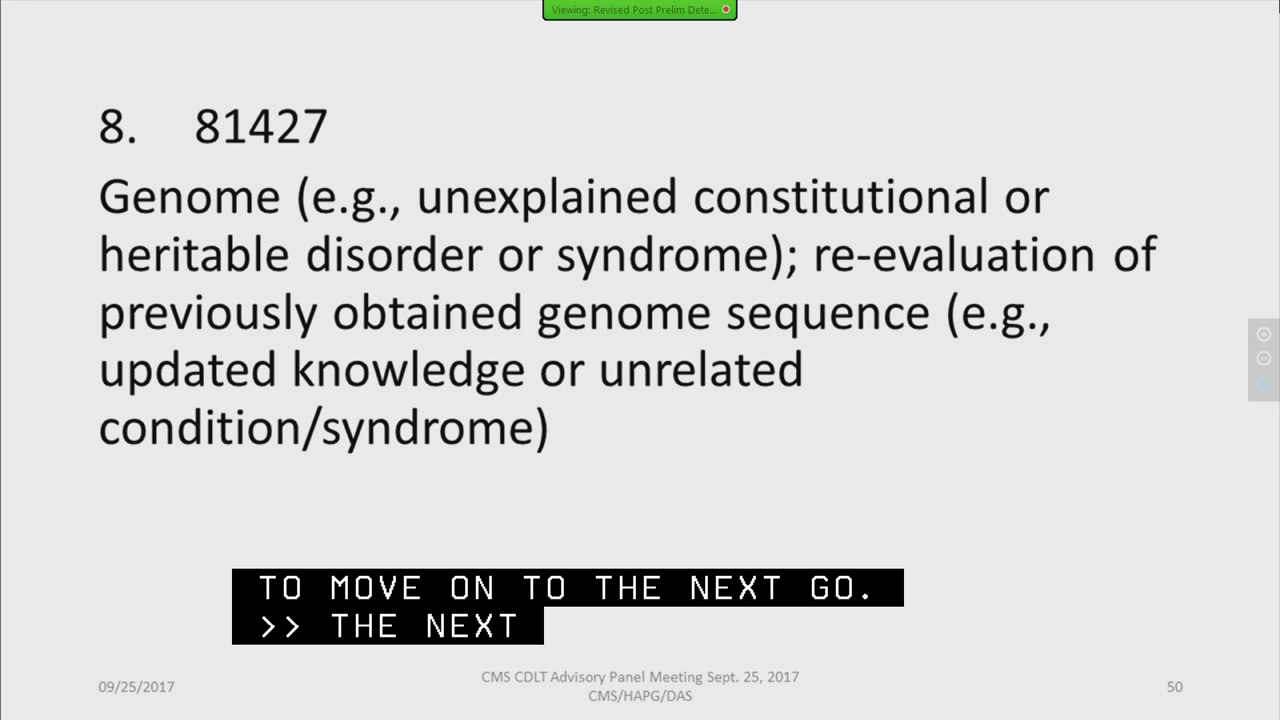 Viewing: Revised Post Prelim Dete...
8. 81427
Genome (e.g., unexplained constitutional or
heritable disorder or syndrome); re-evaluation of
previously obtained genome sequence (e.g.,
updated knowledge or unrelated
condition/syndrome)
TO MOVE ON TO THE NEXT GO.
>> THE NEXT
09/25/2017
CMS CDLT Advisory Panel Meeting Sept. 25, 2017
CMS/HAPG/DAS
50